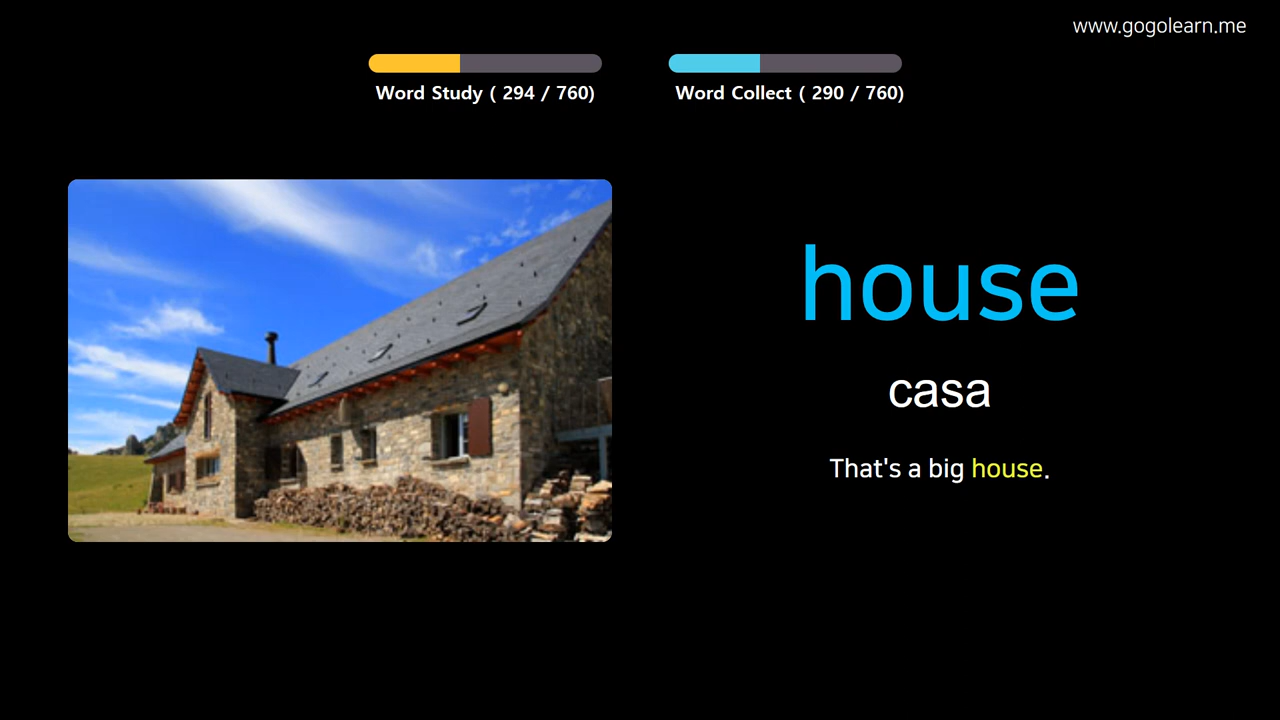 www.gogolearn.me
Word Study ( 294 / 760)
Word Collect ( 290 / 760)
house
casa
That's a big house.